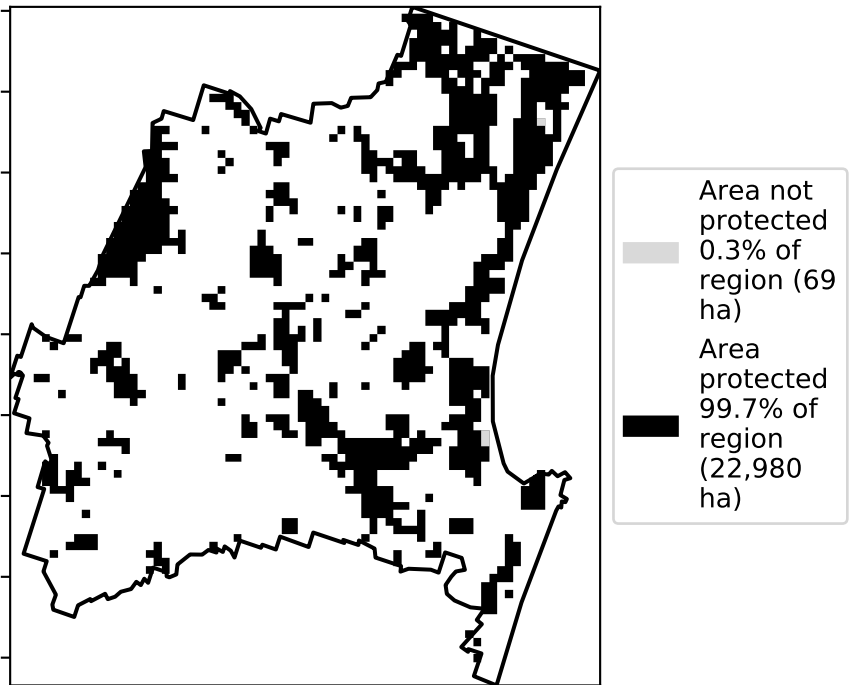 Area not
protected
0.3% of
region (69
ha)
Area
protected
99.7% of
region
(22,980
ha)